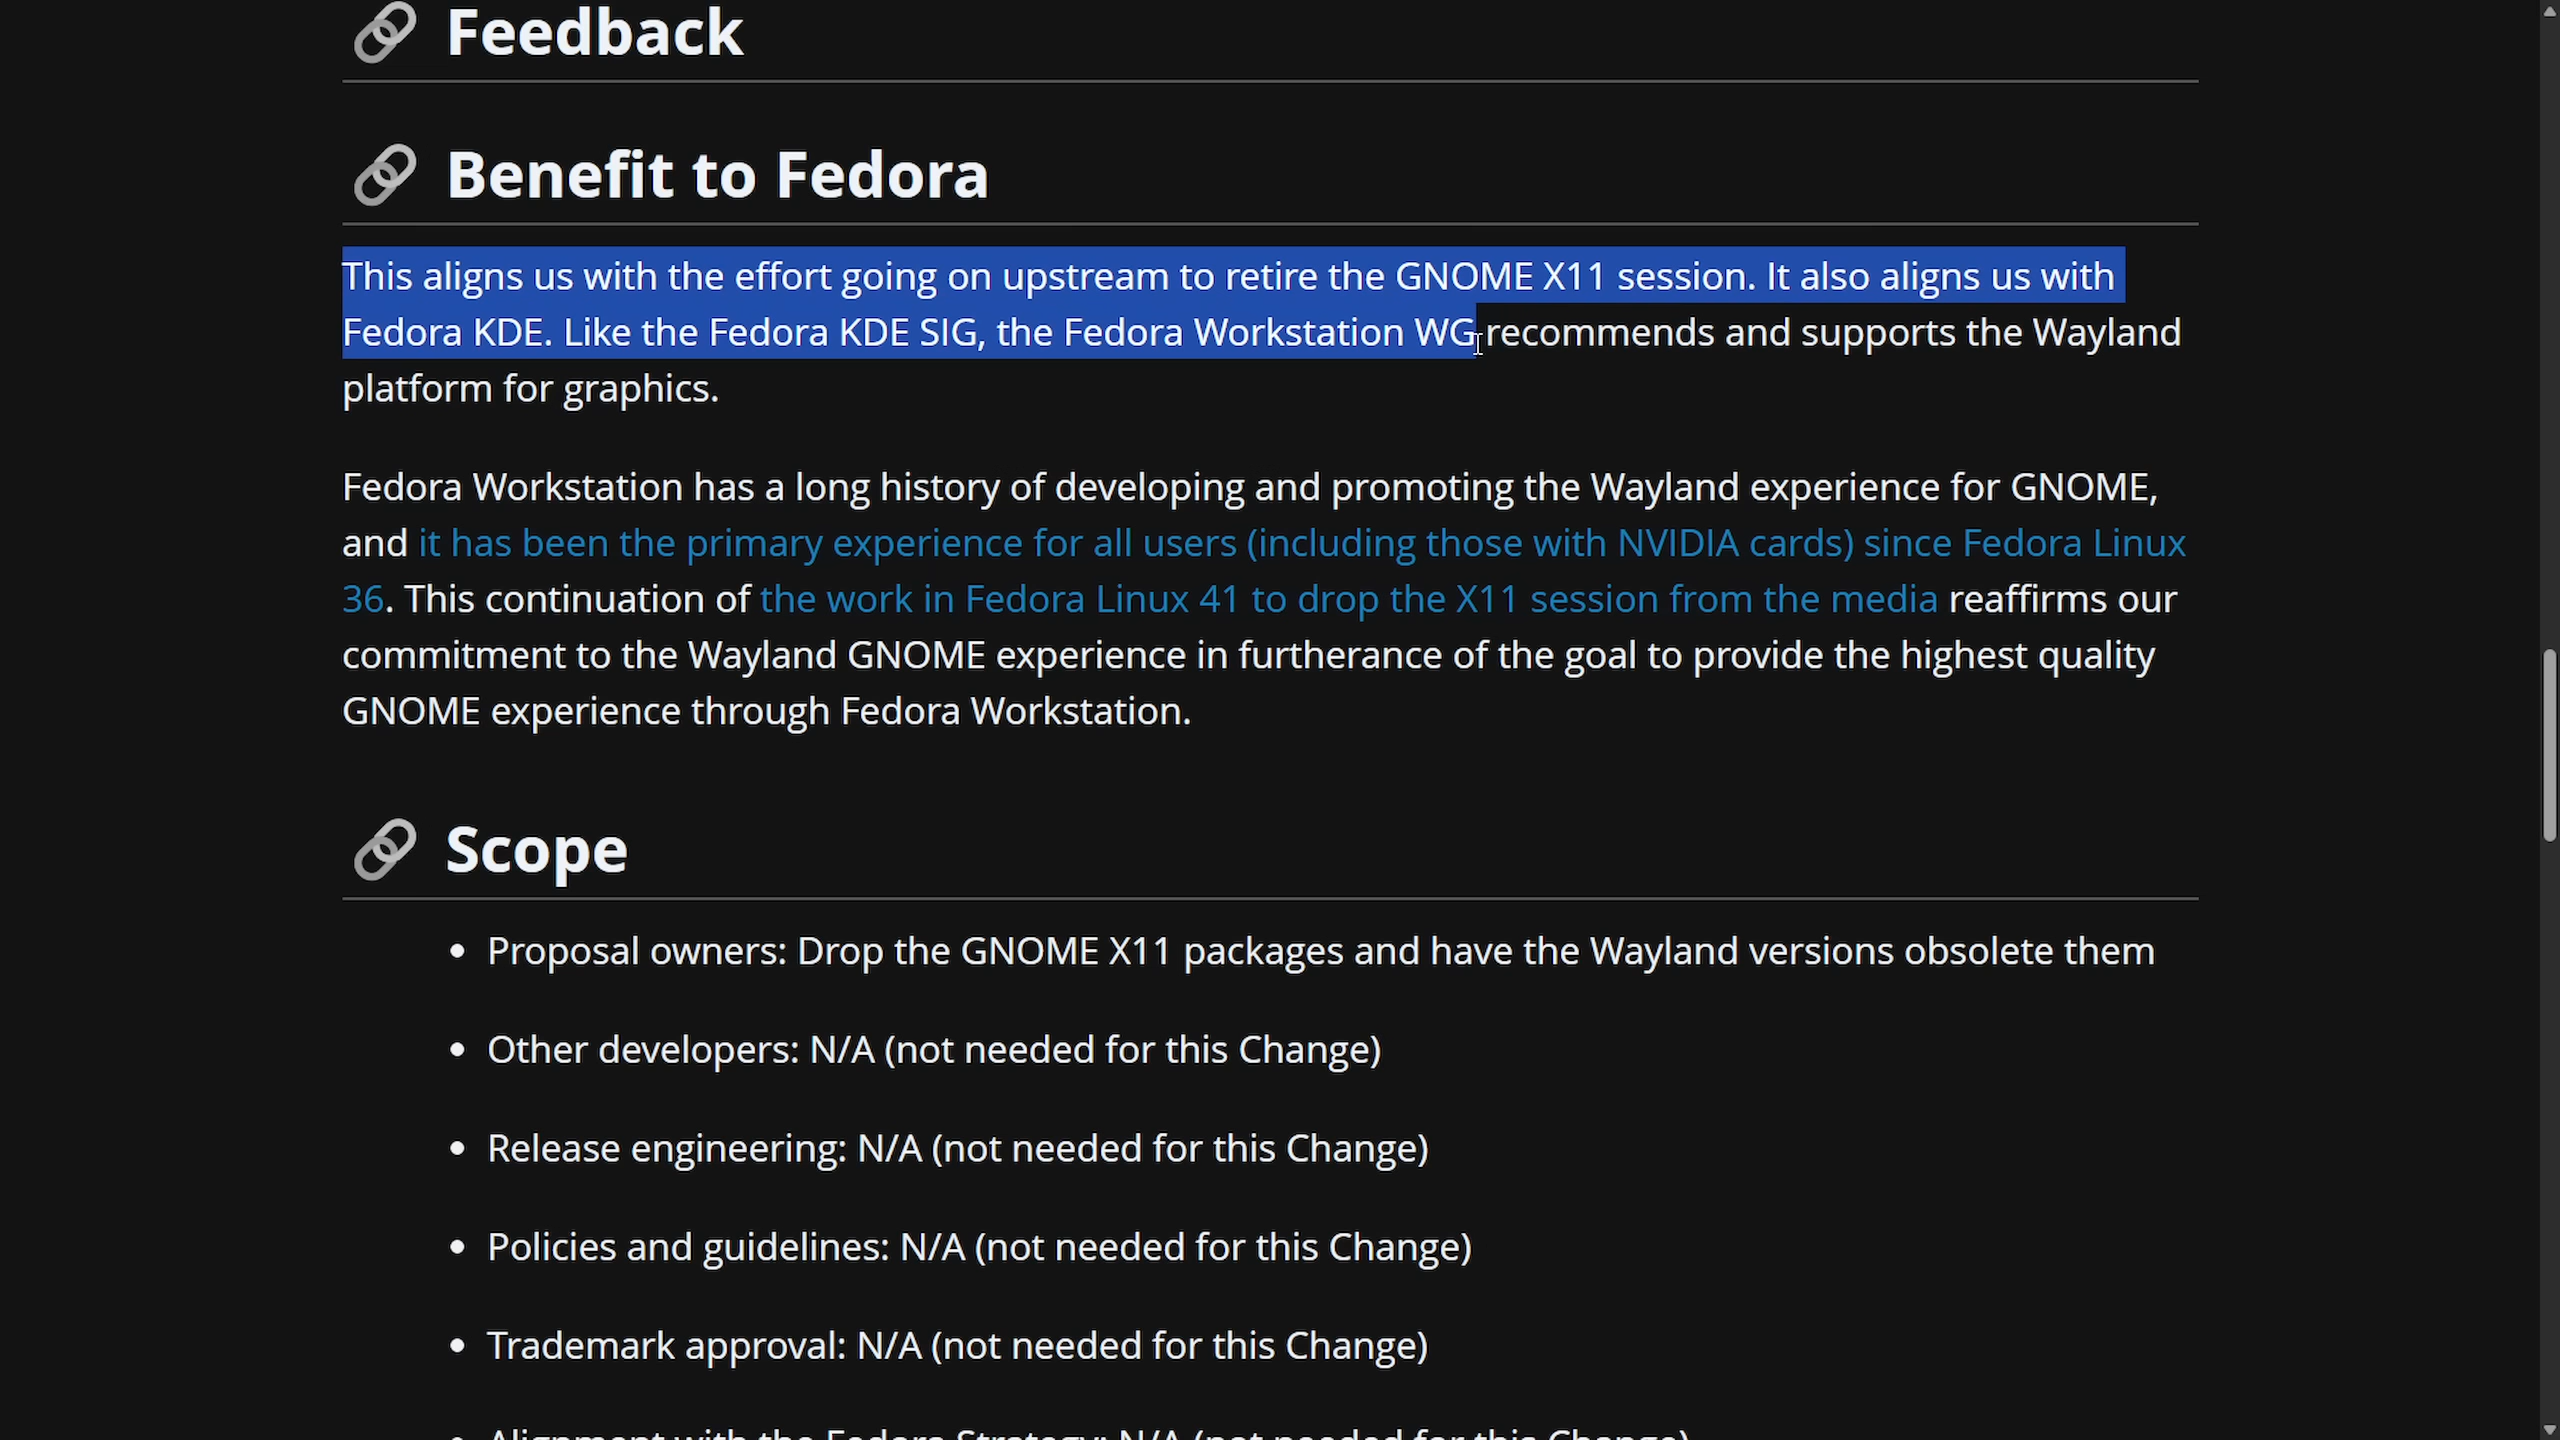 Feedback
Benefit to Fedora
This aligns us with the effort going on upstream to retire the GNOME X11 session. It also aligns us with
Fedora KDE. Like the Fedora KDE SIG, the Fedora Workstation WG recommends and supports the Wayland
platform for graphics.
Fedora Workstation has a long history of developing and promoting the Wayland experience for GNOME,
and it has been the primary experience for all users (including those with NVIDIA cards) since Fedora Linux
36. This continuation of the work in Fedora Linux 41 to drop the X11 session from the media reaffirms our
commitment to the Wayland GNOME experience in furtherance of the goal to provide the highest quality
GNOME experience through Fedora Workstation.
Scope
• Proposal owners: Drop the GNOME X11 packages and have the Wayland versions obsolete them
• Other developers: N/A (not needed for this Change)
• Release engineering: N/A (not needed for this Change)
• Policies and guidelines: N/A (not needed for this Change)
• Trademark approval: N/A (not needed for this Change)
• Alignment with the Fedora Strategy: N/A (not needed for this Change)